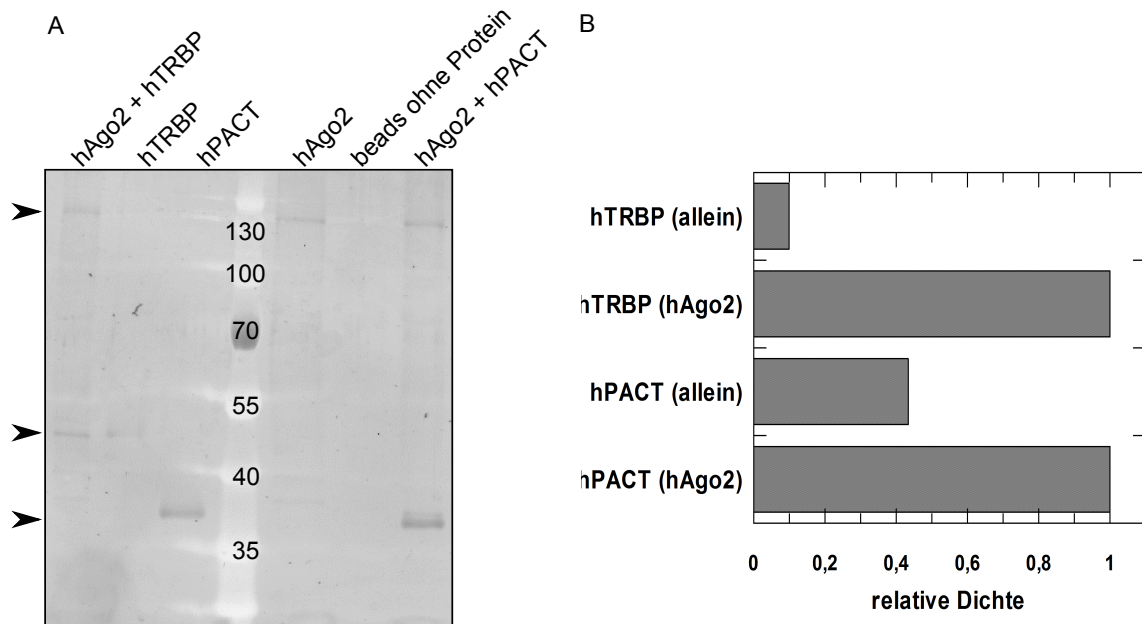 A
hAgo2 + hTRBP
hTRBP
hPACT
hAgo2
beads ohne Protein
hAgo2 + hPACT
130
100
70
55
40
35
B
hTRBP (allein)
hTRBP (hAgo2)
hPACT (allein)
hPACT (hAgo2)
0 0,2 0,4 0,6 0,8 1
relative Dichte